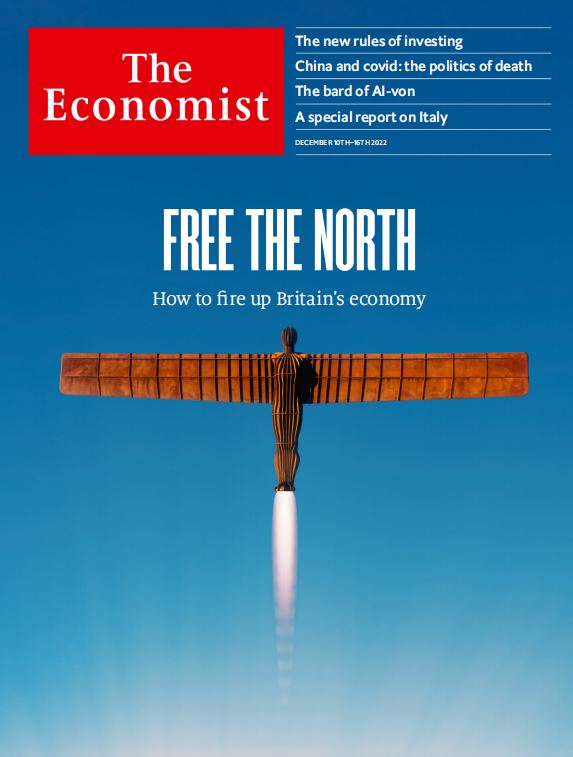 The
Economist
The new rules of investing
China and covid: the politics of death
The bard of AI-von
A special report on Italy
DECEMBER 10TH–16TH 2022
FREE THE NORTH
How to fire up Britain's economy